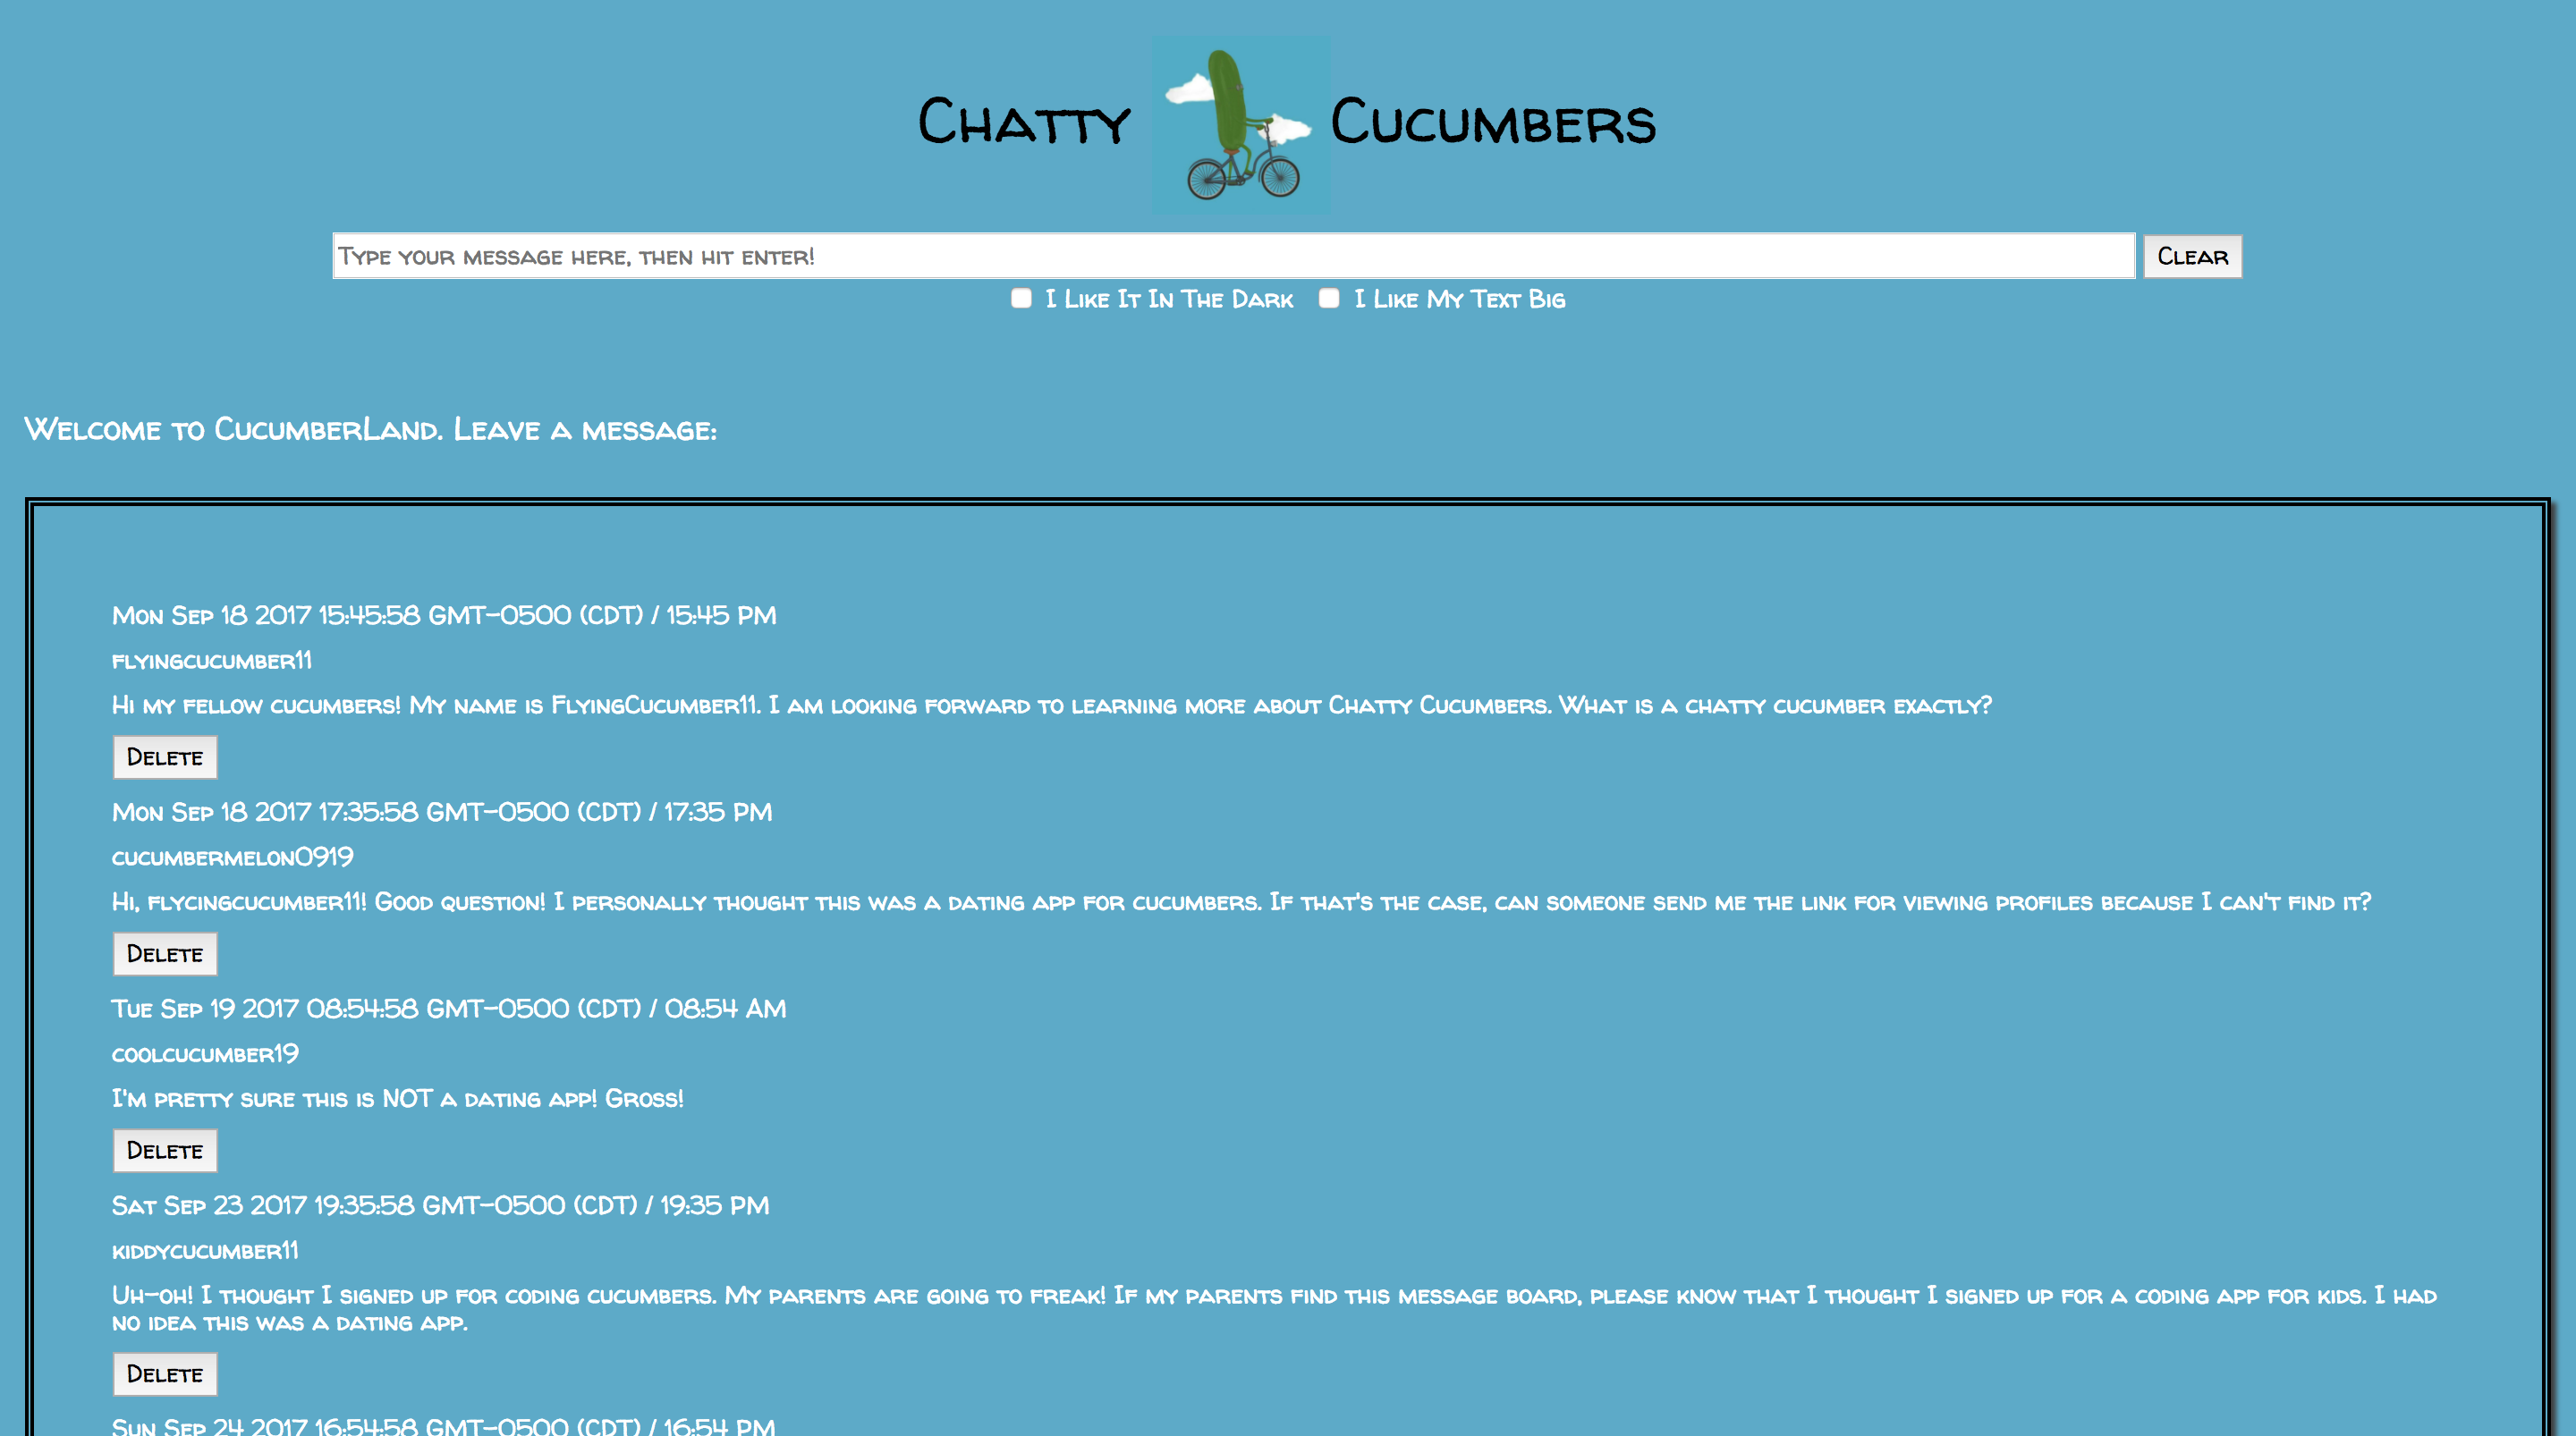 Chatty Cucumbers
Type your message here, then hit enter!
Clear
I Like It In The Dark
I Like My Text Big
Welcome to CucumberLand. Leave a message:
Mon Sep 18 2017 15:45:58 GMT-0500 (CDT) / 15:45 PM
flyingcucumber11
Hi my fellow cucumbers! My name is FlyingCucumber11. I am looking forward to learning more about Chatty Cucumbers. What is a chatty cucumber exactly?
Delete
Mon Sep 18 2017 17:35:58 GMT-0500 (CDT) / 17:35 PM
cucumbermelon0919
Hi, flycingcucumber11! Good question! I personally thought this was a dating app for cucumbers. If that's the case, can someone send me the link for viewing profiles because I can't find it?
Delete
Tue Sep 19 2017 08:54:58 GMT-0500 (CDT) / 08:54 AM
coolcucumber19
I'm pretty sure this is NOT a dating app! Gross!
Delete
Sat Sep 23 2017 19:35:58 GMT-0500 (CDT) / 19:35 PM
kiddycucumber11
Uh-oh! I thought I signed up for coding cucumbers. My parents are going to freak! If my parents find this message board, please know that I thought I signed up for a coding app for kids. I had
no idea this was a dating app.
Delete
Sun Sep 24 2017 16:54:58 GMT-0500 (CDT) / 16:54 PM